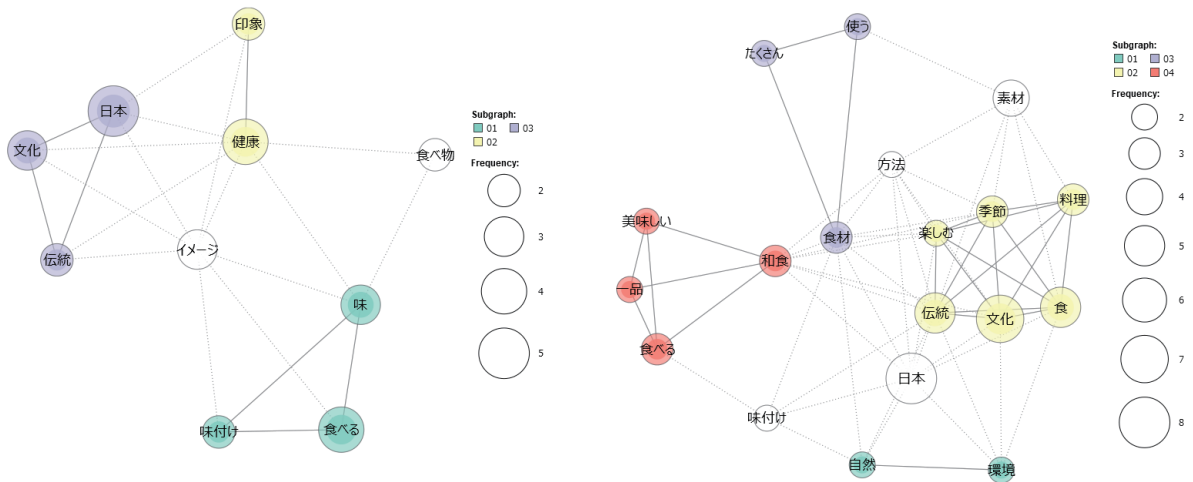 印象
日本
文化
健康
食べ物
伝統
イメージ
味
味付け
食べる
Subgraph:
01 03
02
Frequency:
2
3
4
5
使う
たくさん
素材
方法
料理
季節
美味しい
楽しむ
食材
和食
一品
伝統
文化
食
食べる
日本
味付け
自然
環境
Subgraph:
01 03
02 04
Frequency:
2
3
4
5
6
7
8